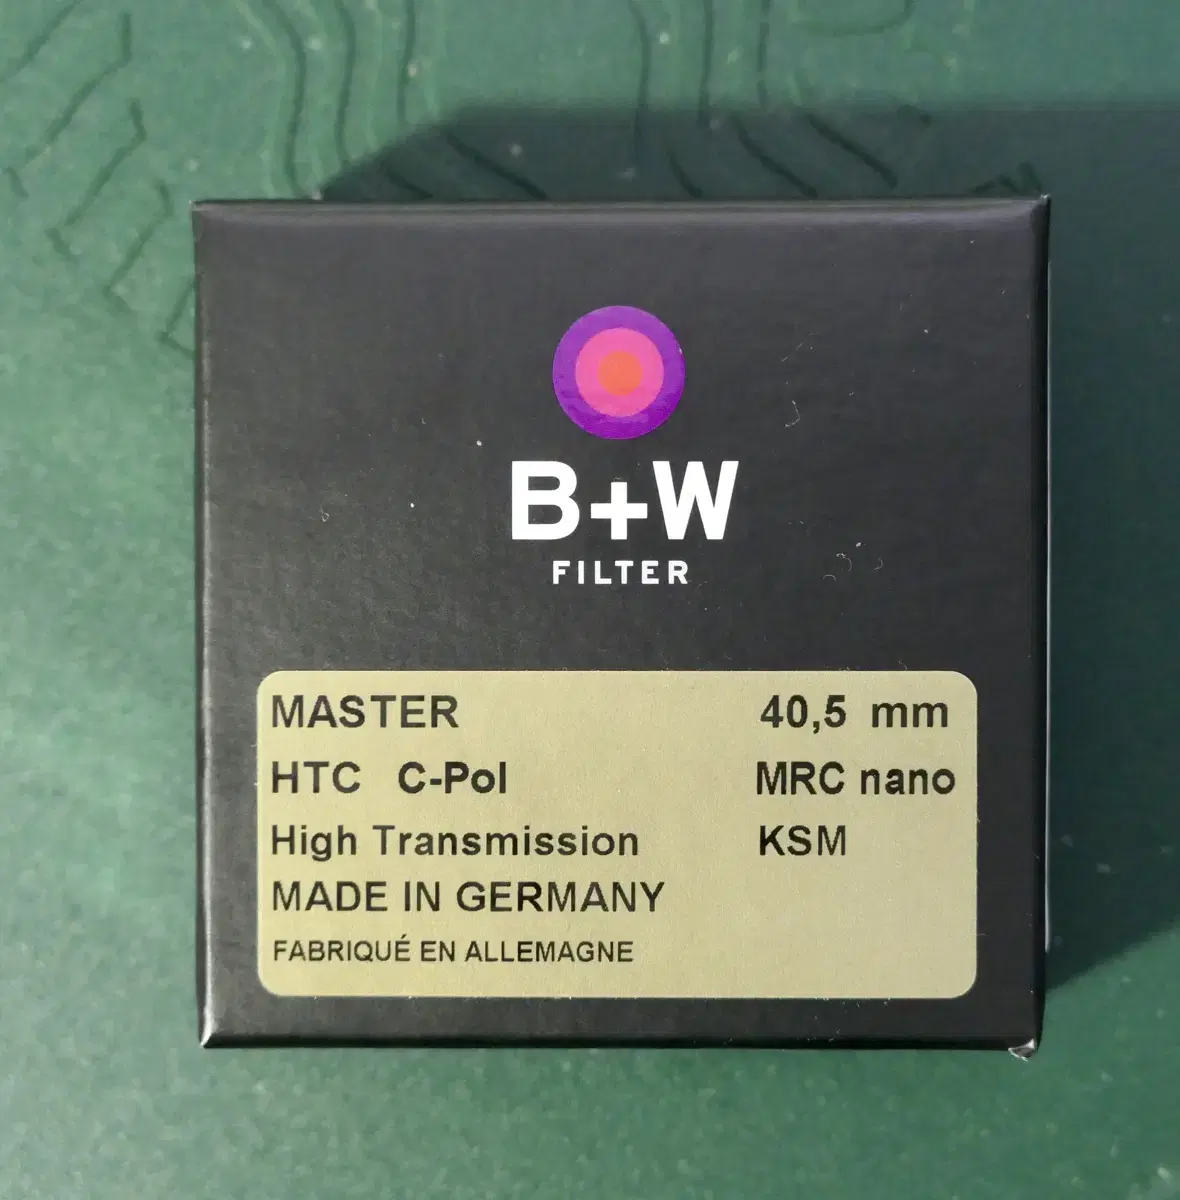 B+W
FILTER
MASTER 40,5 mm
HTC C-Pol MRC nano
High Transmission KSM
MADE IN GERMANY
FABRIQUÉ EN ALLEMAGNE